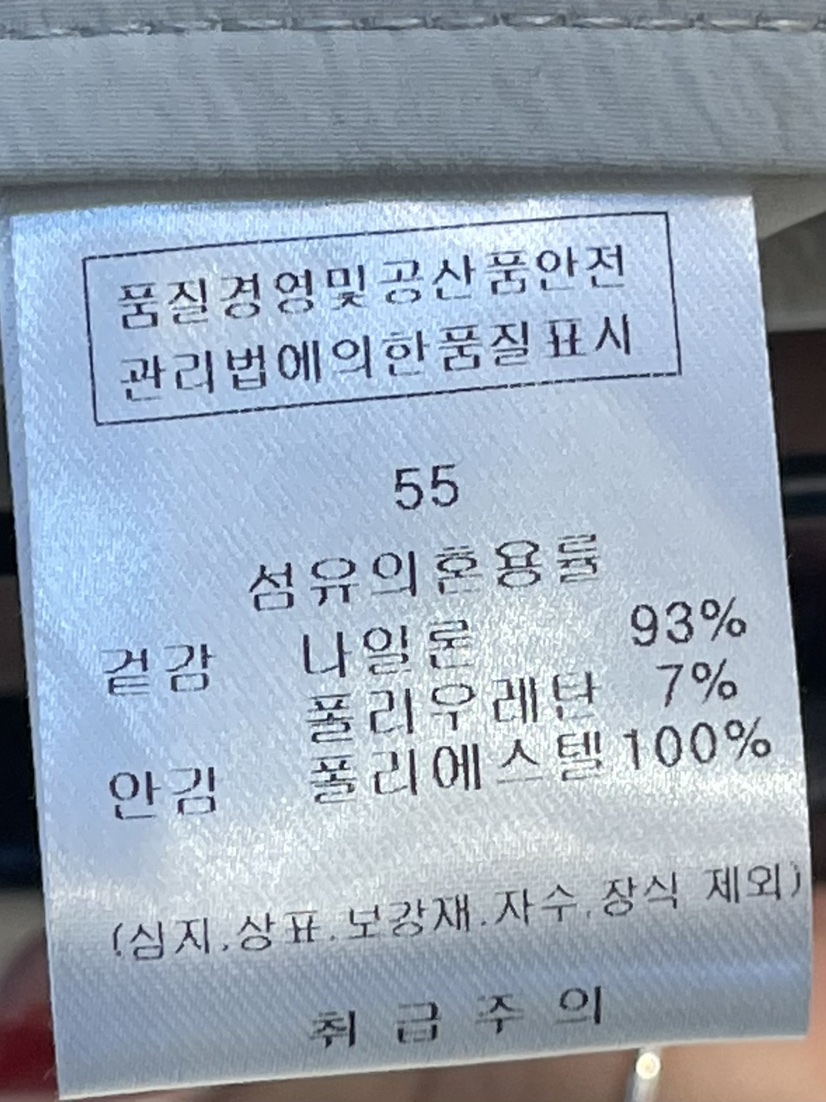 품질경영및공산품안전
관리법에의한품질표시
55
섬유의혼용률
겉감 나일론 93%
폴리우레탄 7%
안감 폴리에스텔 100%
(심지.상표.보강재.자수.장식 제외)
취급주의